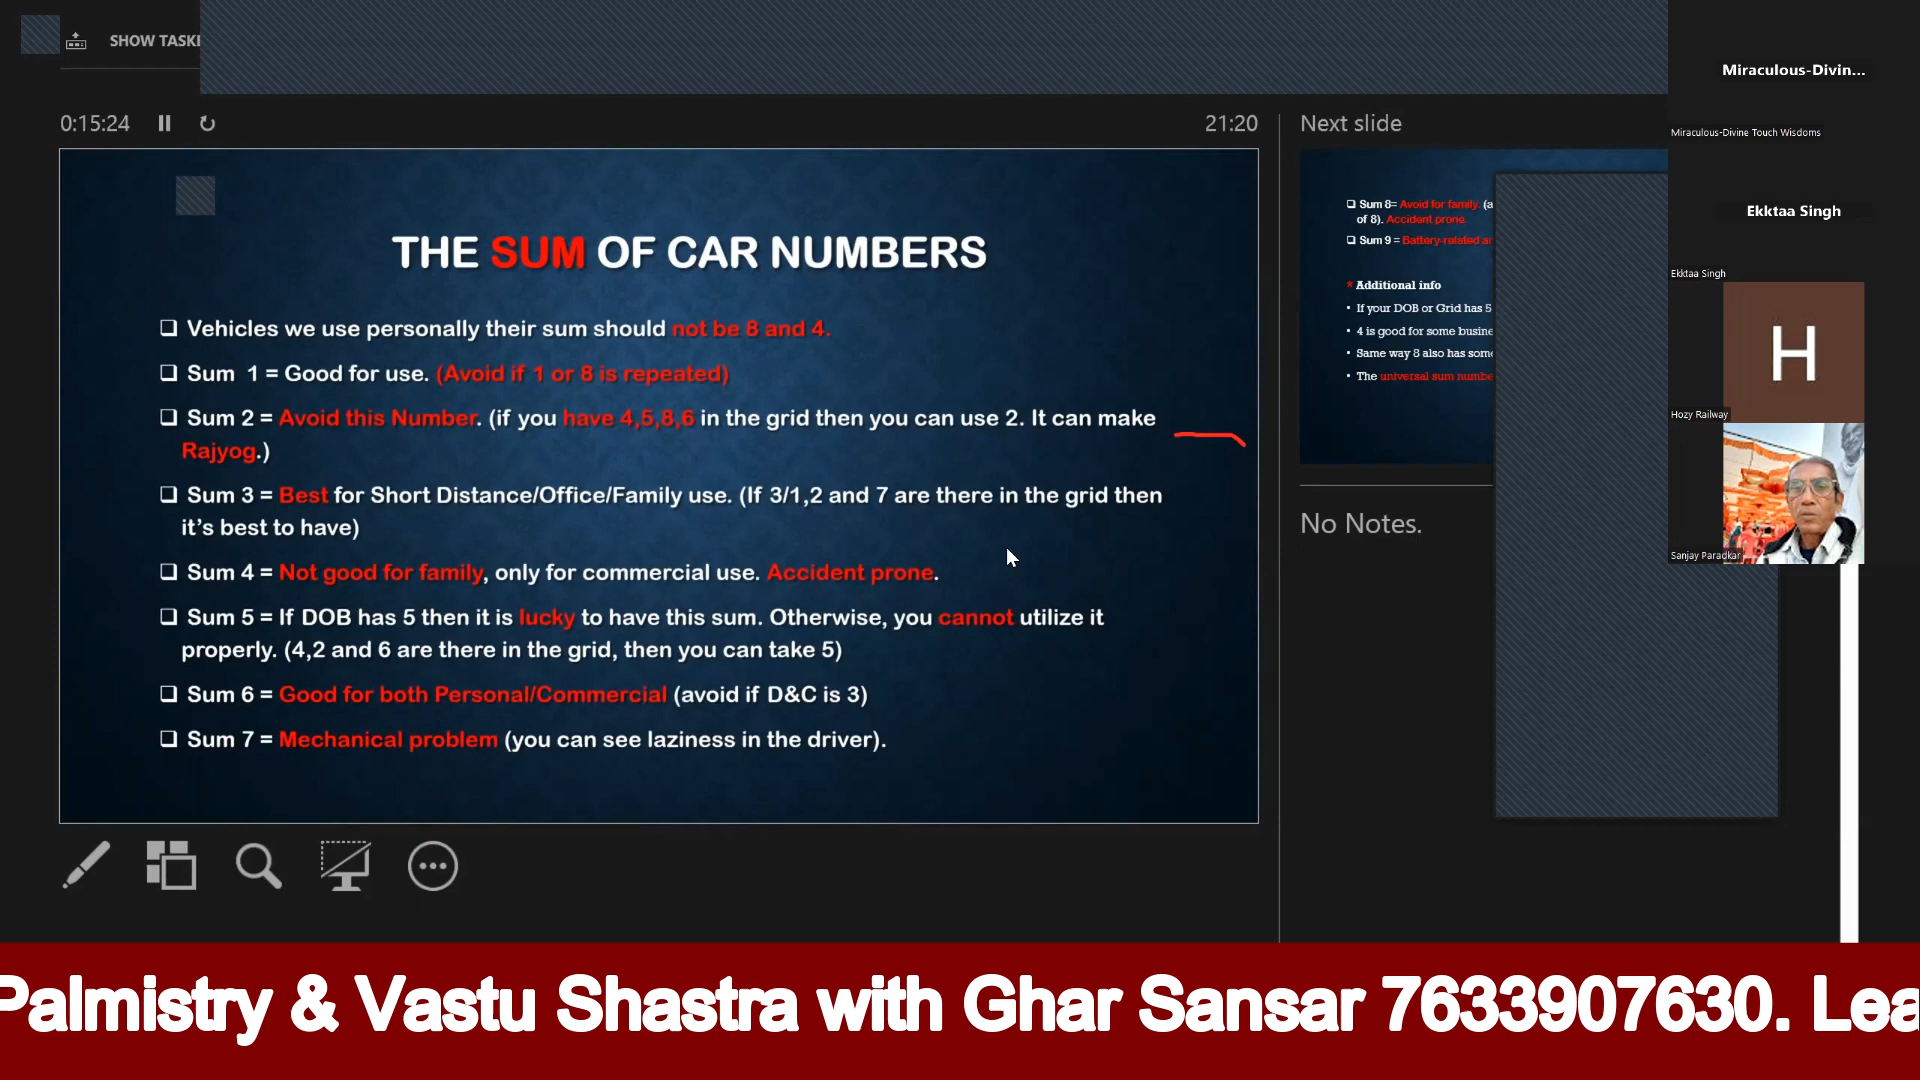 SHOW TASK
Miraculous-Divin...
0:15:24
21:20
Next slide
Miraculous-Divine Touch Wisdoms
THE SUM OF CAR NUMBERS
❑ Vehicles we use personally their sum should not be 8 and 4.
❑ Sum 1 = Good for use. (Avoid if 1 or 8 is repeated)
❑ Sum 2 = Avoid this Number. (if you have 4,5,8,6 in the grid then you can use 2. It can make
Rajyog.)
❑ Sum 3 = Best for Short Distance/Office/Family use. (If 3/1,2 and 7 are there in the grid then
it's best to have)
❑ Sum 4 = Not good for family, only for commercial use. Accident prone.
❑ Sum 5 = If DOB has 5 then it is lucky to have this sum. Otherwise, you cannot utilize it
properly. (4,2 and 6 are there in the grid, then you can take 5)
❑ Sum 6 = Good for both Personal/Commercial (avoid if D&C is 3)
❑ Sum 7 = Mechanical problem (you can see laziness in the driver).
❑ Sum 8= Avoid for family. (a
of 8). Accident prone.
❑ Sum 9 = Battery-related
* Additional info
• If your DOB or Grid has 5
• 4 is good for some busine
• Same way 8 also has som
• The universal sum numbe
No Notes.
Ekktaa Singh
Ekktaa Singh
H
Hozy Railway
Sanjay Paradkar
Palmistry & Vastu Shastra with Ghar Sansar 7633907630. Lea